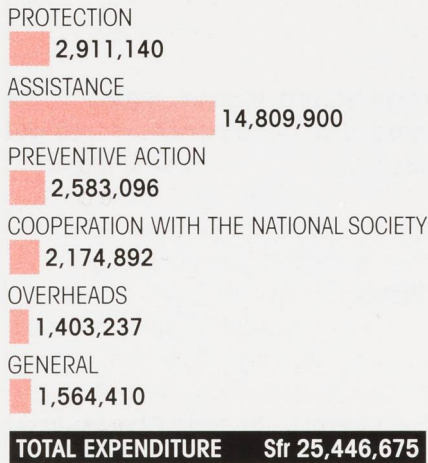 PROTECTION
2,911,140
ASSISTANCE
14,809,900
PREVENTIVE ACTION
2,583,096
COOPERATION WITH THE NATIONAL SOCIETY
2,174,892
OVERHEADS
1,403,237
GENERAL
1,564,410
TOTAL EXPENDITURE Sfr 25,446,675